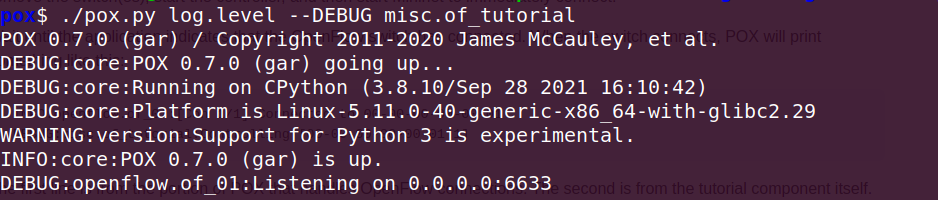 pox$ ./pox.py log.level --DEBUG misc.of_tutorial
POX 0.7.0 (gar) / Copyright 2011-2020 James McCauley, et al.
DEBUG:core:POX 0.7.0 (gar) going up...
DEBUG:core:Running on CPython (3.8.10/Sep 28 2021 16:10:42)
DEBUG:core:Platform is Linux-5.11.0-40-generic-x86_64-with-glibc2.29
WARNING:version:Support for Python 3 is experimental.
INFO:core:POX 0.7.0 (gar) is up.
DEBUG:openflow.of_01:Listening on 0.0.0.0:6633